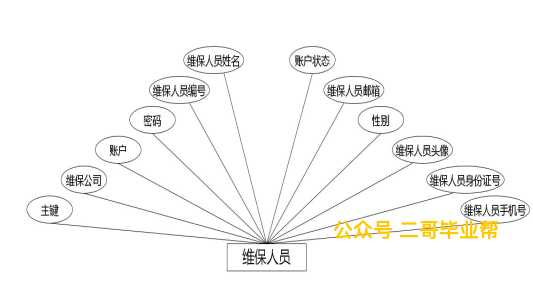 维保人员姓名
账户状态
维保人员编号
维保人员邮箱
密码
性别
账户
维保人员头像
维保公司
维保人员身份证号
主键
维保人员手机号
公众号 二哥毕业帮
维保人员